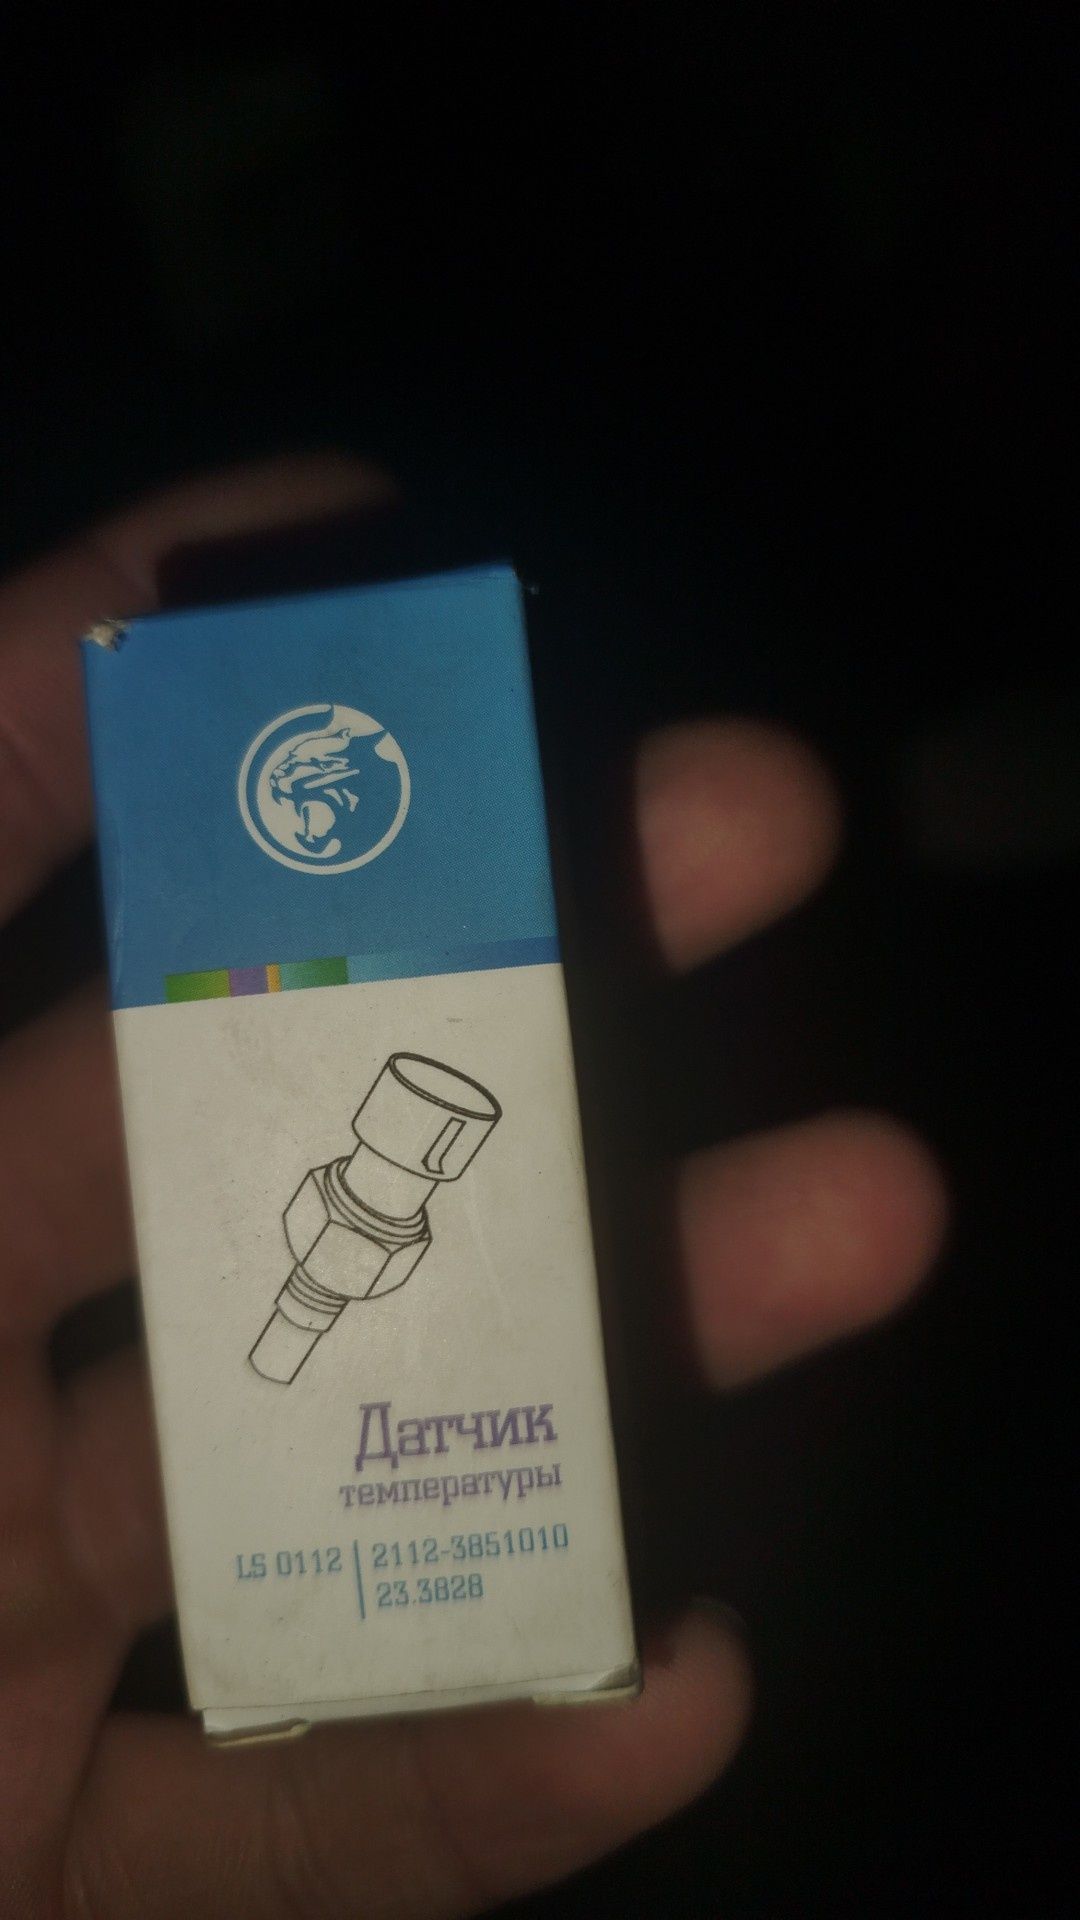 Датчик
температуры
LS 0112 | 2112-3851010
23.3828